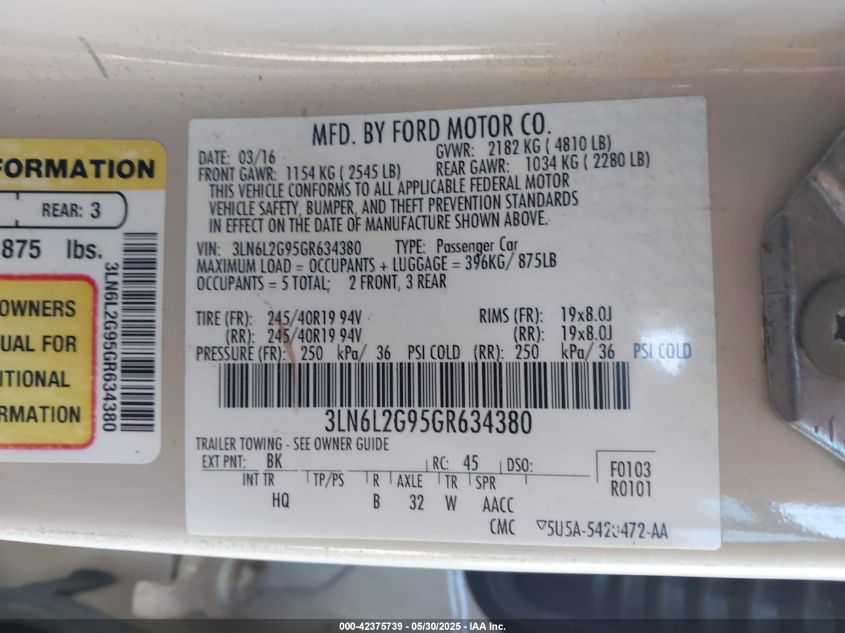 FORMATION
REAR: 3
875 lbs.
OWNERS
UAL FOR
ITIONAL
RMATION
3LN6L2G95GR634380
MFD. BY FORD MOTOR CO.
DATE: 03/16 GVWR: 2182 KG ( 4810 LB)
FRONT GAWR: 1154 KG ( 2545 LB) REAR GAWR: 1034 KG ( 2280 LB)
THIS VEHICLE CONFORMS TO ALL APPLICABLE FEDERAL MOTOR
VEHICLE SAFETY, BUMPER, AND THEFT PREVENTION STANDARDS
IN EFFECT ON THE DATE OF MANUFACTURE SHOWN ABOVE.
VIN: 3LN6L2G95GR634380 TYPE: Passenger Car
MAXIMUM LOAD = OCCUPANTS + LUGGAGE = 396KG/ 875LB
OCCUPANTS = 5 TOTAL; 2 FRONT, 3 REAR
TIRE (FR): 245/40R19 94V RIMS (FR): 19x8.0J
(RR): 245/40R19 94V (RR): 19x8.0J
PRESSURE (FR): 250 kPa/ 36 PSI COLD (RR): 250 kPa/ 36 PSI COLD
3LN6L2G95GR634380
TRAILER TOWING - SEE OWNER GUIDE
EXT PNT: BK RC: 45 DSO: F0103
INT TR TP/PS R AXLE TR SPR R0101
HQ B 32 W AACC
CMC ▽5U5A-5420472-AA
000-42375739 - 05/30/2025 - IAA Inc.